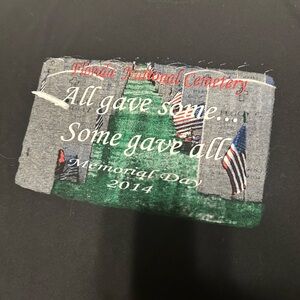 Florida National Cemetery
All gave some...
Some gave all
Memorial Day
2014